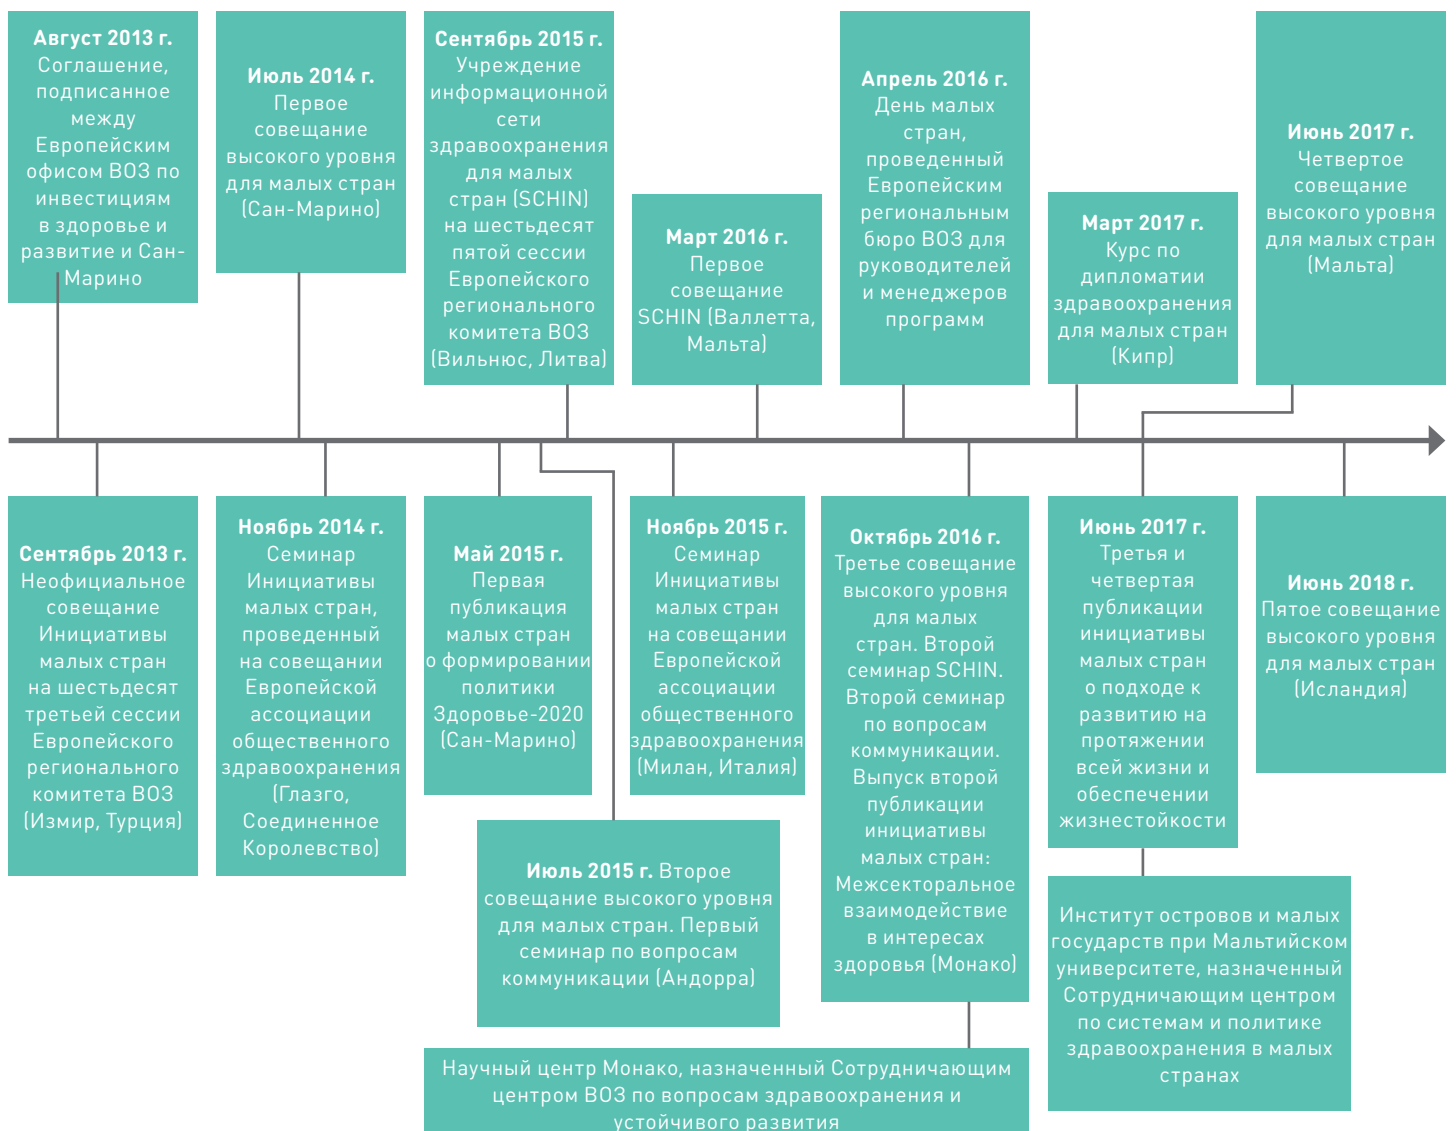 Август 2013 г.
Соглашение,
подписанное
между
Европейским
офисом ВОЗ по
инвестициям
в здоровье и
развитие и Сан-
Марино
Июль 2014 г.
Первое
совещание
высокого уровня
для малых стран
(Сан-Марино)
Сентябрь 2015 г.
Учреждение
информационной
сети
здравоохранения
для малых
стран (SCHIN)
на шестьдесят
пятой сессии
Европейского
регионального
комитета ВОЗ
(Вильнюс, Литва)
Март 2016 г.
Первое
совещание
SCHIN (Валлетта,
Мальта)
Апрель 2016 г.
День малых
стран,
проведенный
Европейским
региональным
бюро ВОЗ для
руководителей
и менеджеров
программ
Март 2017 г.
Курс по
дипломатии
здравоохранения
для малых стран
(Кипр)
Июнь 2017 г.
Четвертое
совещание
высокого уровня
для малых стран
(Мальта)
Сентябрь 2013 г.
Неофициальное
совещание
Инициативы
малых стран
на шестьдесят
третьей сессии
Европейского
регионального
комитета ВОЗ
(Измир, Турция)
Ноябрь 2014 г.
Семинар
Инициативы
малых стран,
проведенный
на совещании
Европейской
ассоциации
общественного
здравоохранения
(Глазго,
Соединенное
Королевство)
Май 2015 г.
Первая
публикация
малых стран
о формировании
политики
Здоровье-2020
(Сан-Марино)
Июль 2015 г. Второе
совещание высокого уровня
для малых стран. Первый
семинар по вопросам
коммуникации (Андорра)
Ноябрь 2015 г.
Семинар
Инициативы
малых стран
на совещании
Европейской
ассоциации
общественного
здравоохранения
(Милан, Италия)
Октябрь 2016 г.
Третье совещание
высокого уровня
для малых
стран. Второй
семинар SCHIN.
Второй семинар
по вопросам
коммуникации.
Выпуск второй
публикации
инициативы
малых стран:
Межсекторальное
взаимодействие
в интересах
здоровья (Монако)
Научный центр Монако, назначенный Сотрудничающим
центром ВОЗ по вопросам здравоохранения и
устойчивого развития
Июнь 2017 г.
Третья и
четвертая
публикации
инициативы
малых стран
о подходе к
развитию на
протяжении
всей жизни и
обеспечении
жизнестойкости
Институт островов и малых
государств при Мальтийском
университете, назначенный
Сотрудничающим центром
по системам и политике
здравоохранения в малых
странах
Июнь 2018 г.
Пятое совещание
высокого уровня
для малых стран
(Исландия)